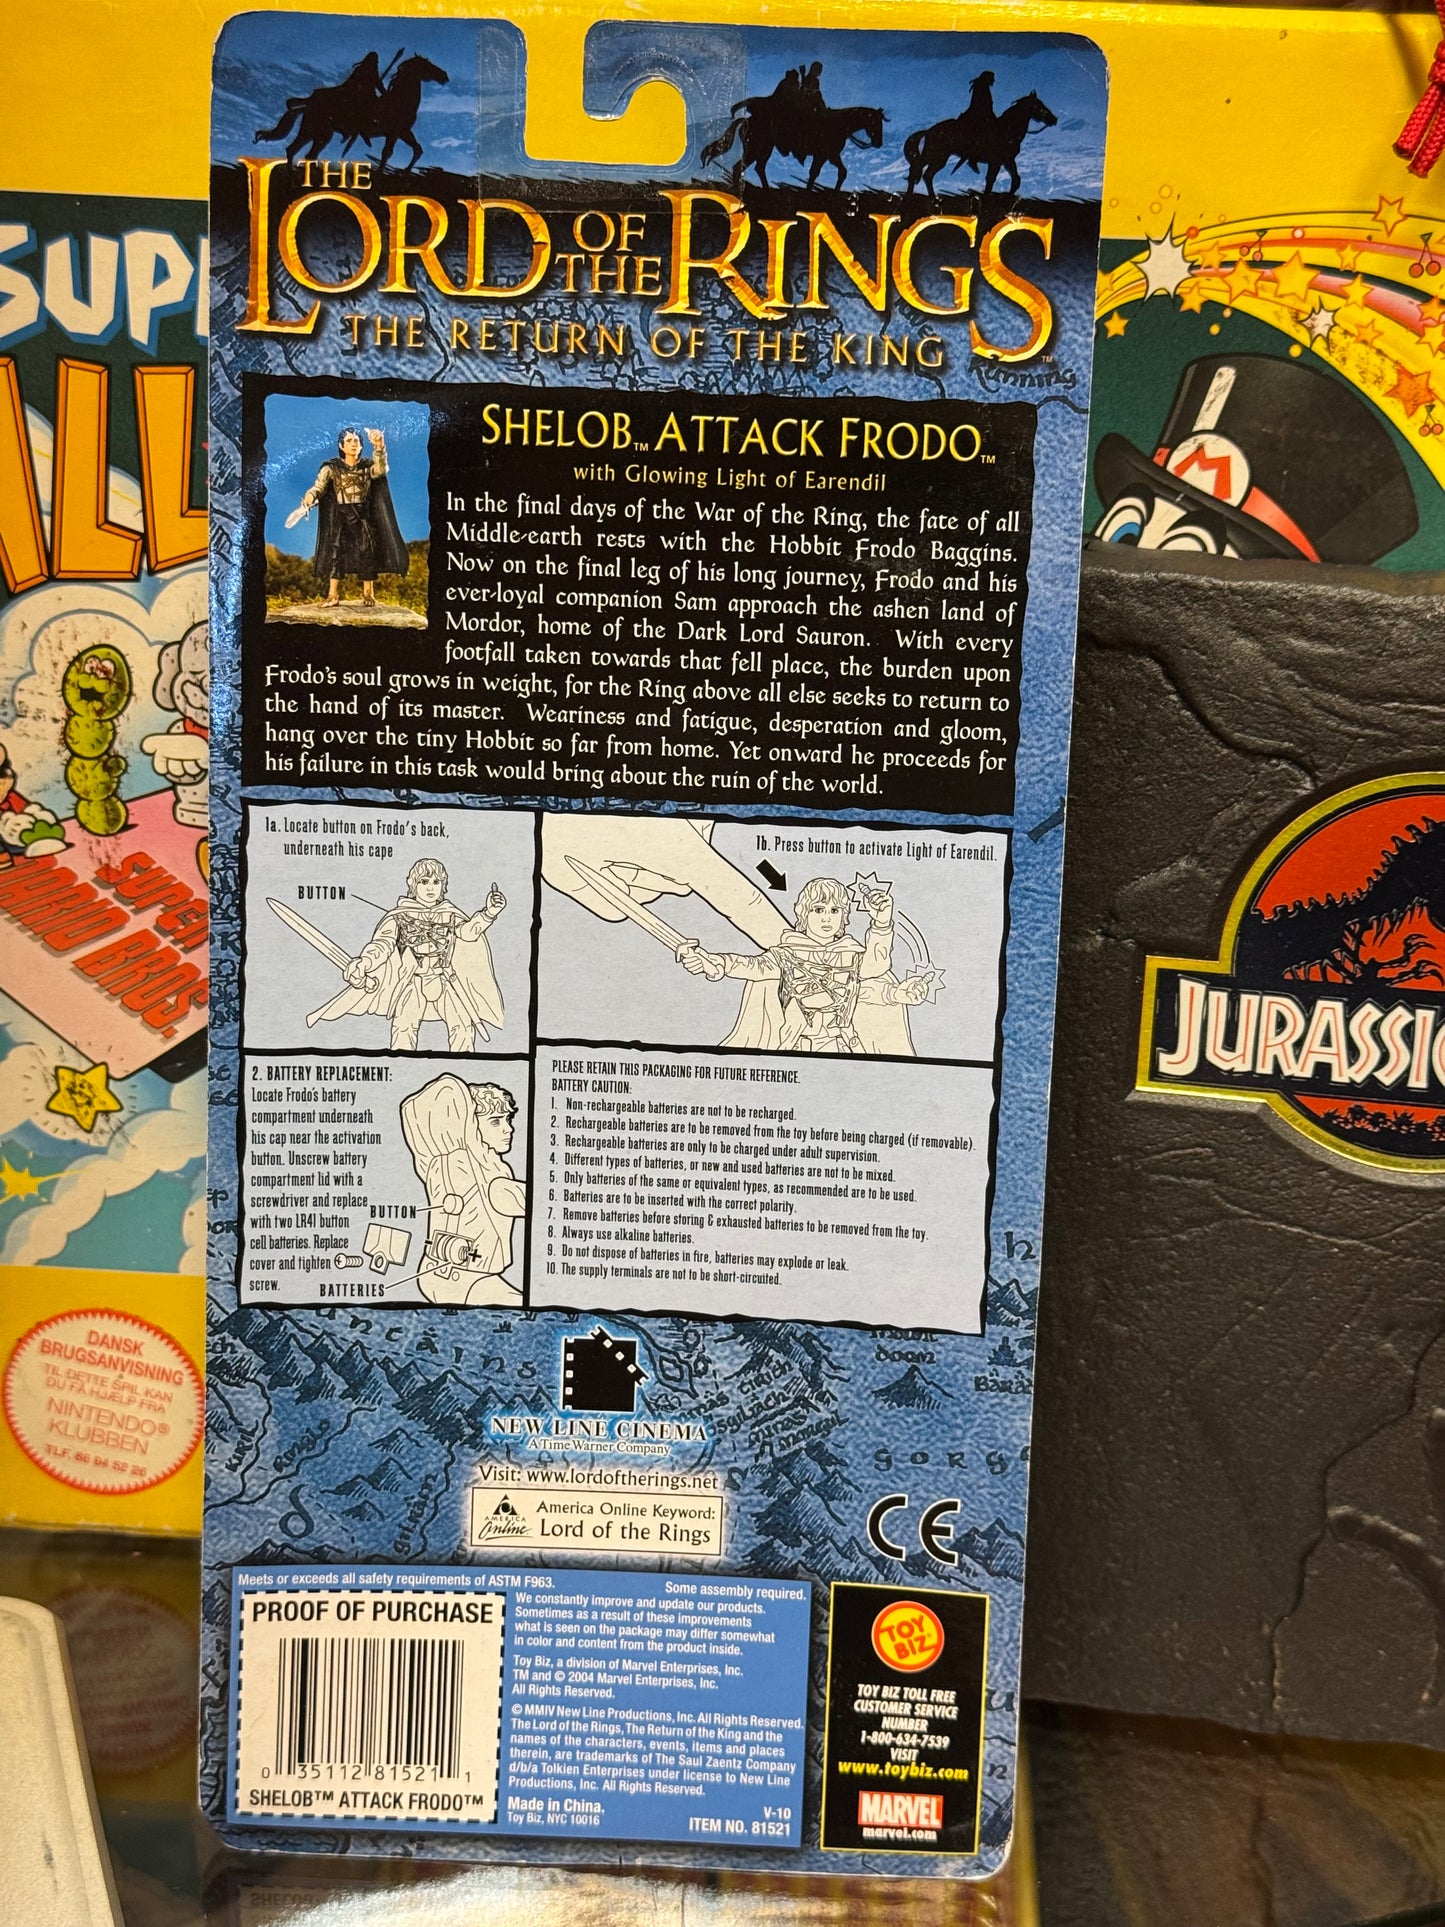 THE
LORD OF THE RINGS
THE RETURN OF THE KING
™
Running
SHELOB™ ATTACK FRODO™
with Glowing Light of Earendil
In the final days of the War of the Ring, the fate of all
Middle-earth rests with the Hobbit Frodo Baggins.
Now on the final leg of his long journey, Frodo and his
ever-loyal companion Sam approach the ashen land of
Mordor, home of the Dark Lord Sauron. With every
footfall taken towards that fell place, the burden upon
Frodo's soul grows in weight, for the Ring above all else seeks to return to
the hand of its master. Weariness and fatigue, desperation and gloom,
hang over the tiny Hobbit so far from home. Yet onward he proceeds for
his failure in this task would bring about the ruin of the world.
1a. Locate button on Frodo's back,
underneath his cape
BUTTON
1b. Press button to activate Light of Earendil.
2. BATTERY REPLACEMENT:
Locate Frodo's battery
compartment underneath
his cap near the activation
button. Unscrew battery
compartment lid with a
screwdriver and replace
with two LR41 button
cell batteries. Replace
cover and tighten
screw.
BUTTON
- +
BATTERIES
PLEASE RETAIN THIS PACKAGING FOR FUTURE REFERENCE.
BATTERY CAUTION:
1. Non-rechargeable batteries are not to be recharged.
2. Rechargeable batteries are to be removed from the toy before being charged (if removable).
3. Rechargeable batteries are only to be charged under adult supervision.
4. Different types of batteries, or new and used batteries are not to be mixed.
5. Only batteries of the same or equivalent types, as recommended are to be used.
6. Batteries are to be inserted with the correct polarity.
7. Remove batteries before storing & exhausted batteries to be removed from the toy.
8. Always use alkaline batteries.
9. Do not dispose of batteries in fire, batteries may explode or leak.
10. The supply terminals are not to be short-circuited.
NEW LINE CINEMA
A Time Warner Company
Visit: www.lordoftherings.net
AMERICA
Online
America Online Keyword:
Lord of the Rings
CE
Meets or exceeds all safety requirements of ASTM F963.
Some assembly required.
PROOF OF PURCHASE
0 35112 81521 1
SHELOB™ ATTACK FRODO™
We constantly improve and update our products.
Sometimes as a result of these improvements
what is seen on the package may differ somewhat
in color and content from the product inside.
Toy Biz, a division of Marvel Enterprises, Inc.
TM and © 2004 Marvel Enterprises, Inc.
All Rights Reserved.
© MMIV New Line Productions, Inc. All Rights Reserved.
The Lord of the Rings, The Return of the King and the
names of the characters, events, items and places
therein, are trademarks of The Saul Zaentz Company
d/b/a Tolkien Enterprises under license to New Line
Productions, Inc. All Rights Reserved.
Made in China.
Toy Biz, NYC 10016
V-10
ITEM NO. 81521
TOY BIZ
TOY BIZ TOLL FREE
CUSTOMER SERVICE
NUMBER
1-800-634-7539
VISIT
www.toybiz.com
MARVEL
marvel.com
SUP
ALL
SUPER
MARIO BROS.
DANSK
BRUGSANVISNING
TIL DETTE SPIL KAN
DU FÅ HJÆLP FRA
NINTENDO®
KLUBBEN
M
JURASSIC